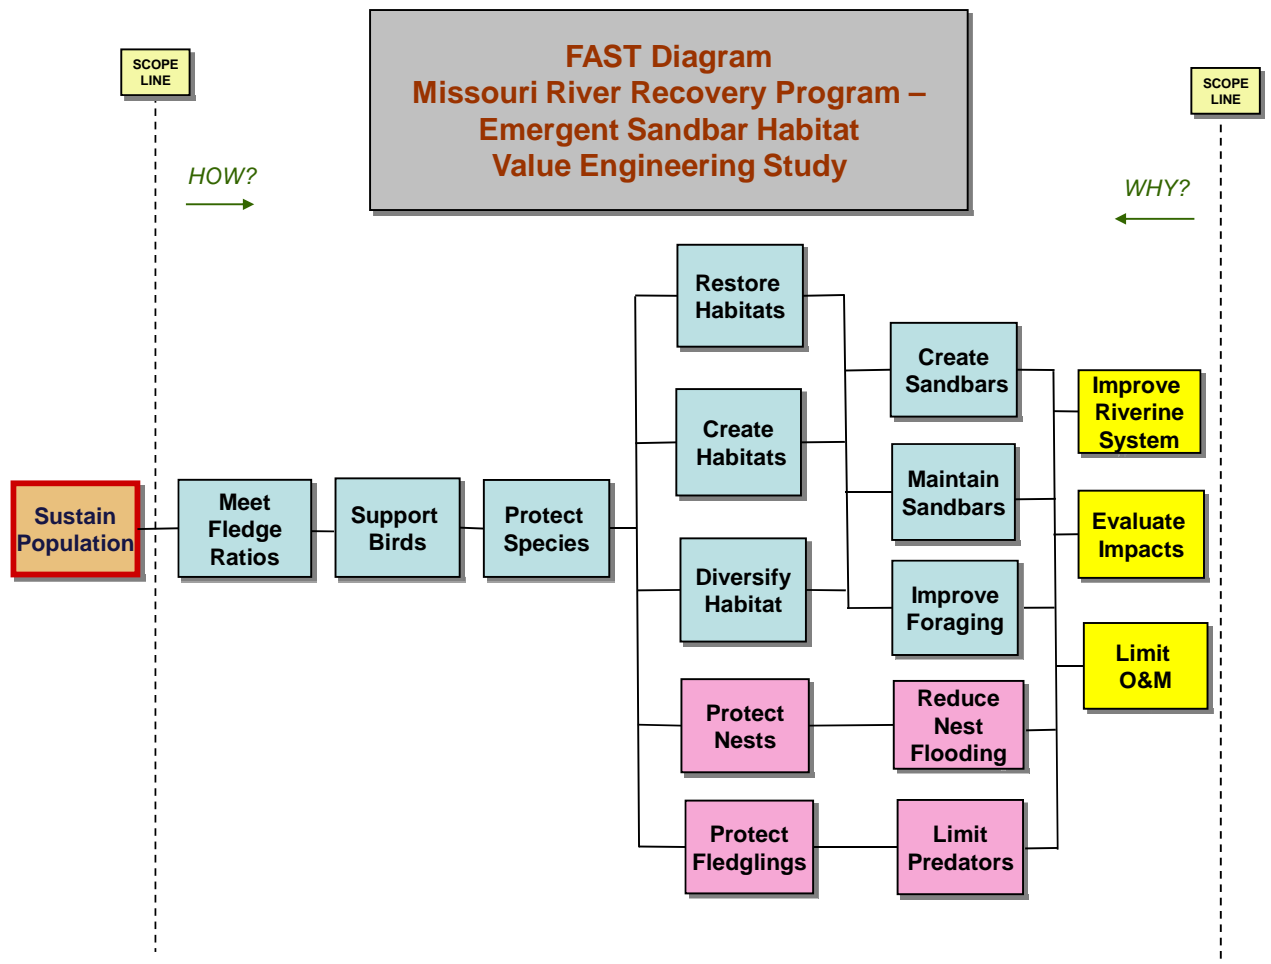 FAST Diagram
Missouri River Recovery Program –
Emergent Sandbar Habitat
Value Engineering Study
SCOPE
LINE
SCOPE
LINE
HOW?
WHY?
Sustain
Population
Meet
Fledge
Ratios
Support
Birds
Protect
Species
Restore
Habitats
Create
Habitats
Diversify
Habitat
Protect
Nests
Protect
Fledglings
Create
Sandbars
Maintain
Sandbars
Improve
Foraging
Reduce
Nest
Flooding
Limit
Predators
Improve
Riverine
System
Evaluate
Impacts
Limit
O&M